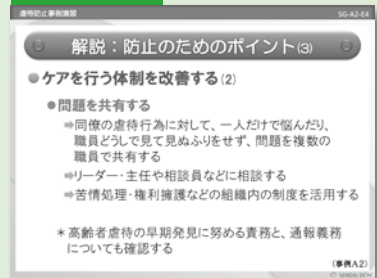 虐待防止事例演習
SG-A2-E4
解説：防止のためのポイント(3)
●ケアを行う体制を改善する(2)
●問題を共有する
➡同僚の虐待行為に対して、一人だけで悩んだり、
職員どうしで見て見ぬふりをせず、問題を複数の
職員で共有する
➡リーダー・主任や相談員などに相談する
➡苦情処理・権利擁護などの組織内の制度を活用する
＊高齢者虐待の早期発見に努める責務と、通報義務
についても確認する
(事例A2)